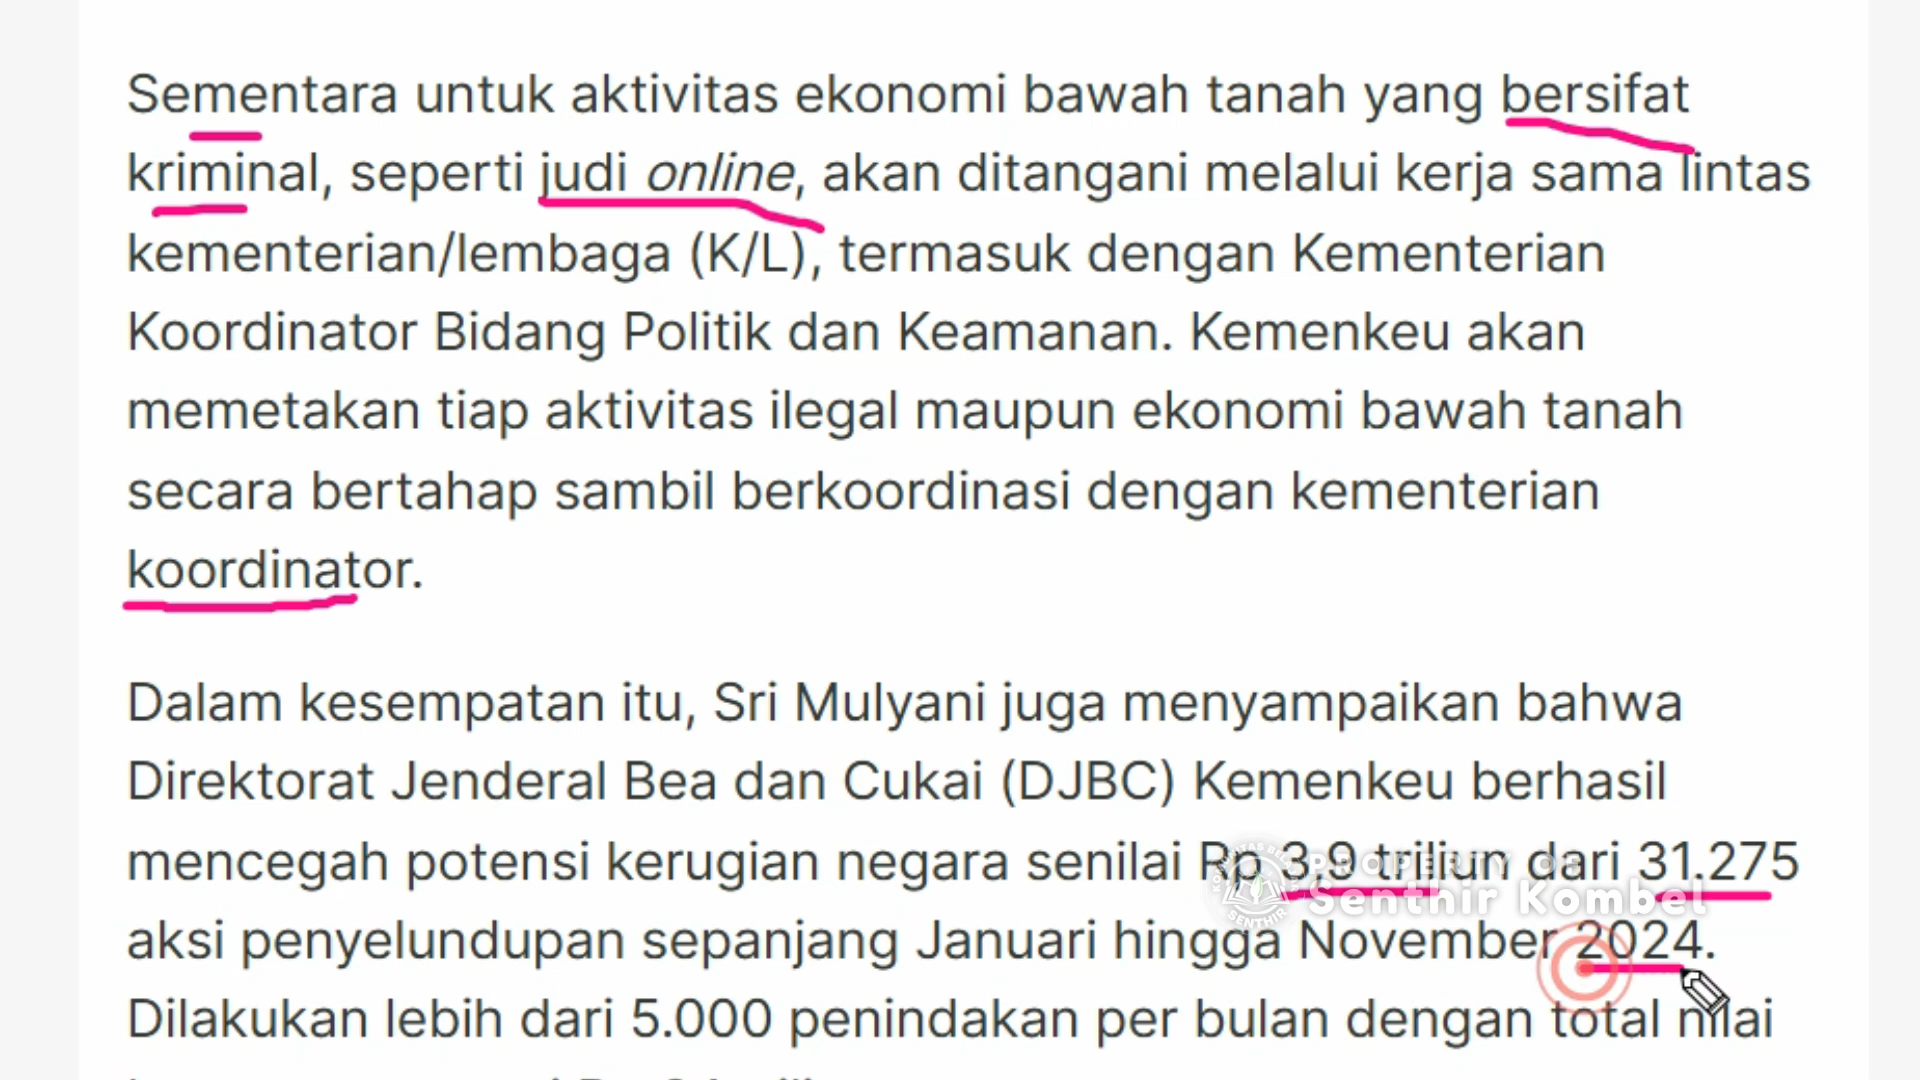 Sementara untuk aktivitas ekonomi bawah tanah yang bersifat
kriminal, seperti judi online, akan ditangani melalui kerja sama lintas
kementerian/lembaga (K/L), termasuk dengan Kementerian
Koordinator Bidang Politik dan Keamanan. Kemenkeu akan
memetakan tiap aktivitas ilegal maupun ekonomi bawah tanah
secara bertahap sambil berkoordinasi dengan kementerian
koordinator.
Dalam kesempatan itu, Sri Mulyani juga menyampaikan bahwa
Direktorat Jenderal Bea dan Cukai (DJBC) Kemenkeu berhasil
mencegah potensi kerugian negara senilai Rp 3,9 triliun dari 31.275
PROPERTY OF
Senthir Kombel
SENTHIR
aksi penyelundupan sepanjang Januari hingga November 2024.
Dilakukan lebih dari 5.000 penindakan per bulan dengan total nilai